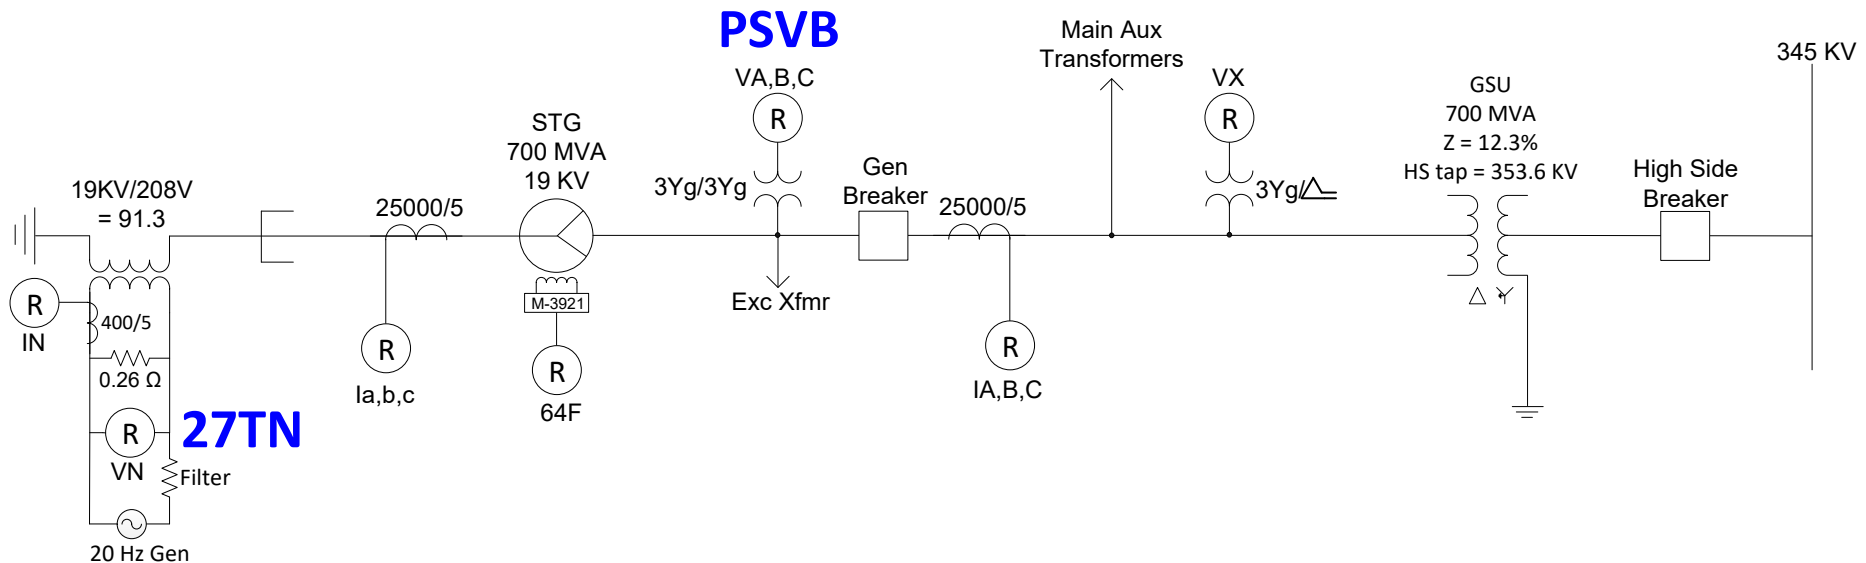 PSVB
VA,B,C
R
Main Aux
Transformers
VX
R
345 KV
GSU
700 MVA
Z = 12.3%
HS tap = 353.6 KV
STG
700 MVA
19 KV
3Yg/3Yg
Gen
Breaker
3Yg/
High Side
Breaker
19KV/208V
= 91.3
25000/5
25000/5
R
IN
400/5
M-3921
Exc Xfmr
△
R
Ia,b,c
R
64F
R
IA,B,C
0.26 Ω
R
VN
27TN
Filter
20 Hz Gen